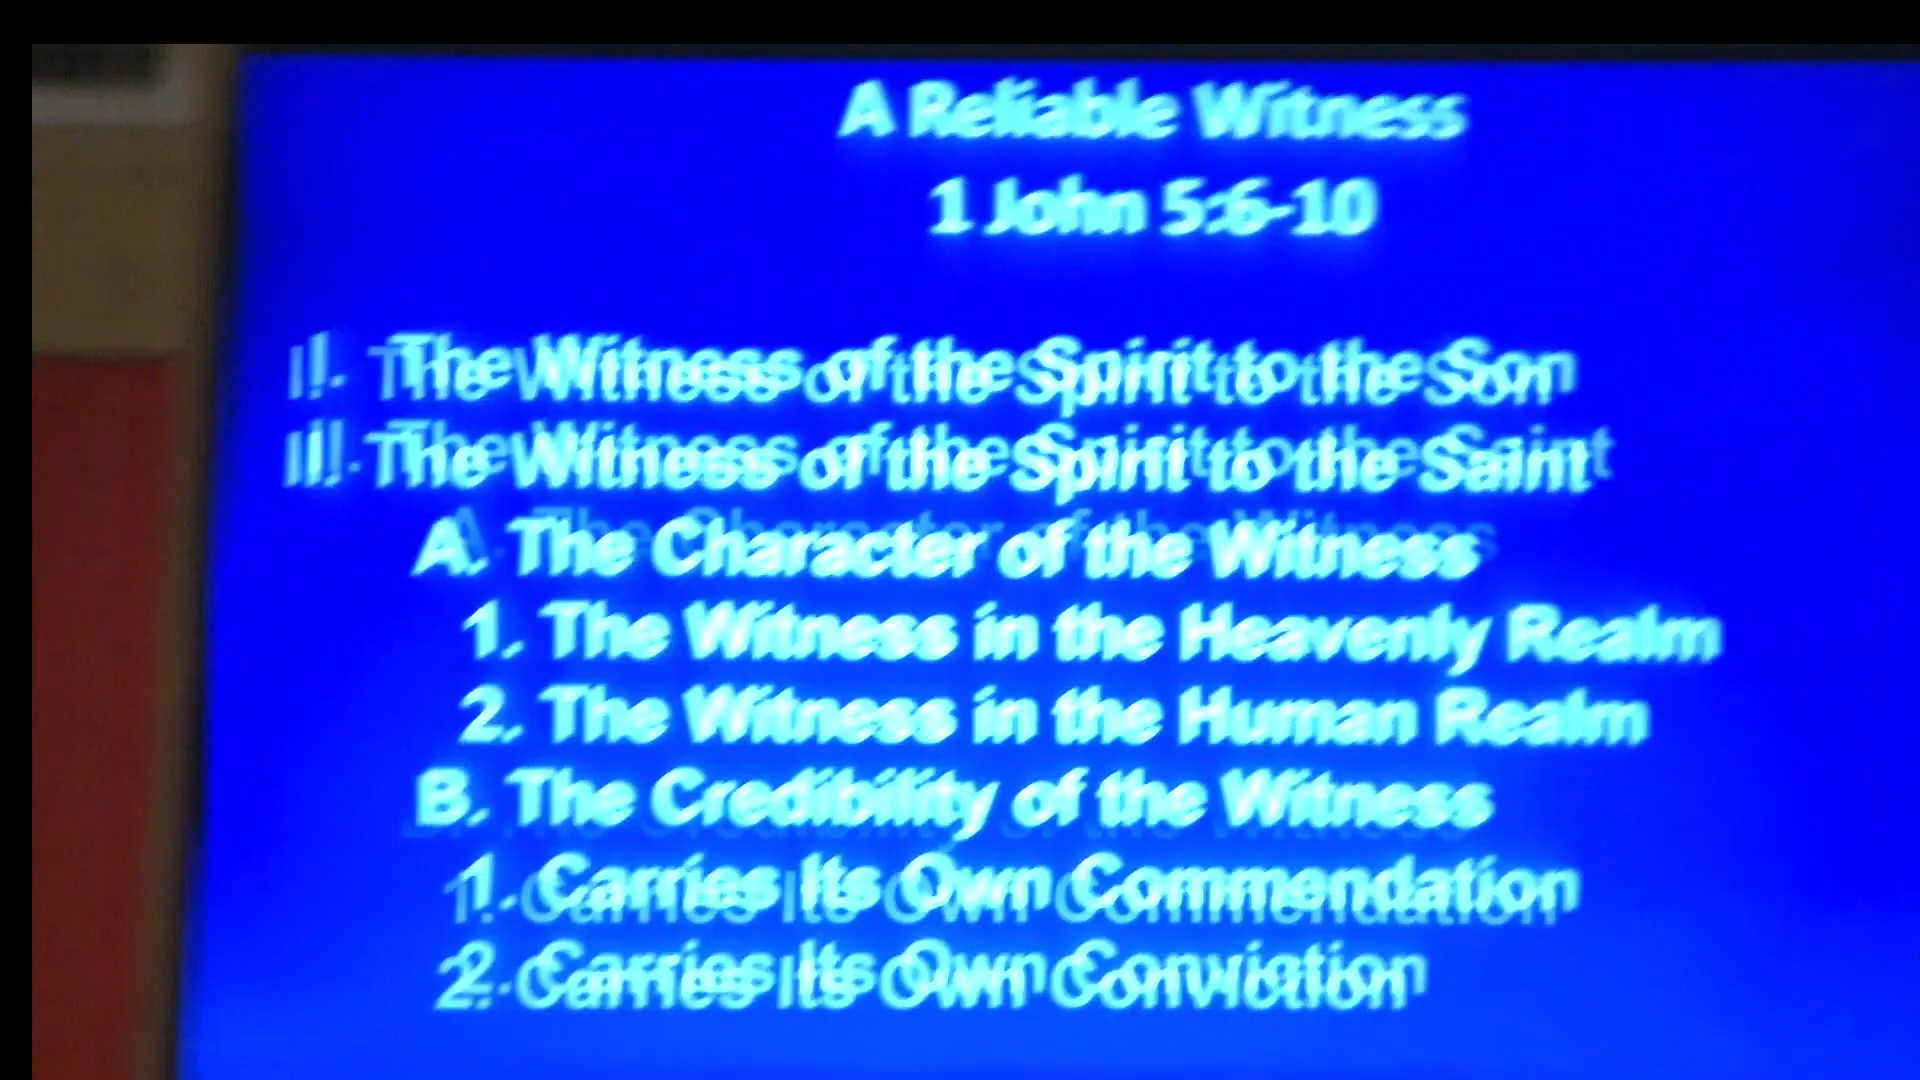 A Reliable Witness
1 John 5:6-10
I. The Witness of the Spirit to the Son
II. The Witness of the Spirit to the Saint
A. The Character of the Witness
1. The Witness in the Heavenly Realm
2. The Witness in the Human Realm
B. The Credibility of the Witness
1. Carries Its Own Commendation
2. Carries Its Own Conviction